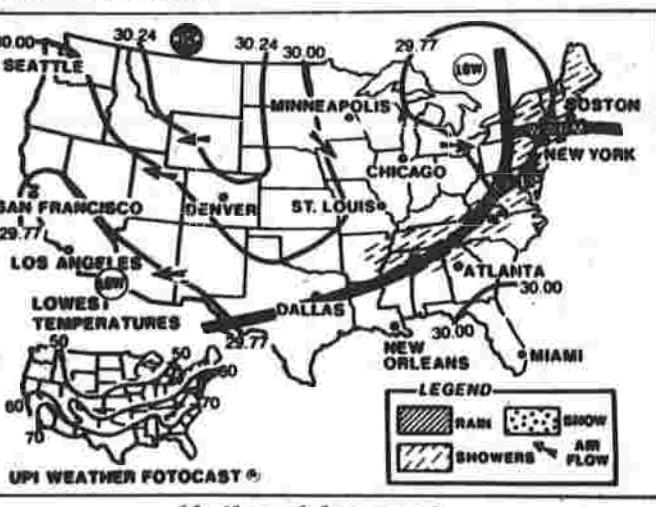 30.00
30.24
30.24
30.00
29.77
LOW
SEATTLE
MINNEAPOLIS
BOSTON
NEW YORK
CHICAGO
SAN FRANCISCO
DENVER
ST. LOUIS
29.77
LOS ANGELES
LOW
ATLANTA
LOWEST
TEMPERATURES
DALLAS
30.00
30.00
29.77
NEW
ORLEANS
MIAMI
50
50
60
60
70
70
LEGEND
RAIN
SNOW
SHOWERS
AIR
FLOW
UPI WEATHER FOTOCAST ®